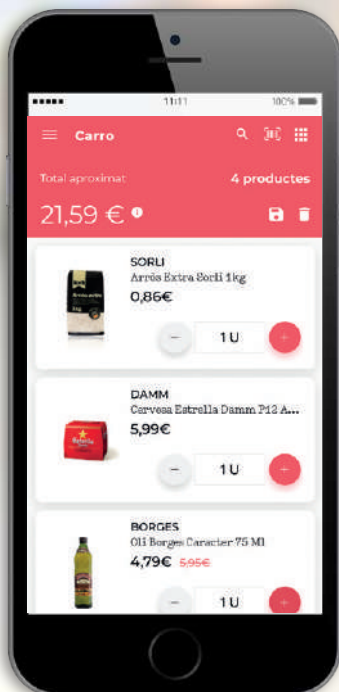 11:11
100%
Carro
Total aproximat
4 productes
21,59 €
SORLI
Arròs Extra Sorli 1kg
0,86€
1 U
DAMM
Cervesa Estrella Damm P12 A...
5,99€
1 U
BORGES
Oli Borges Caracter 75 Ml
4,79€ 5,95€
1 U